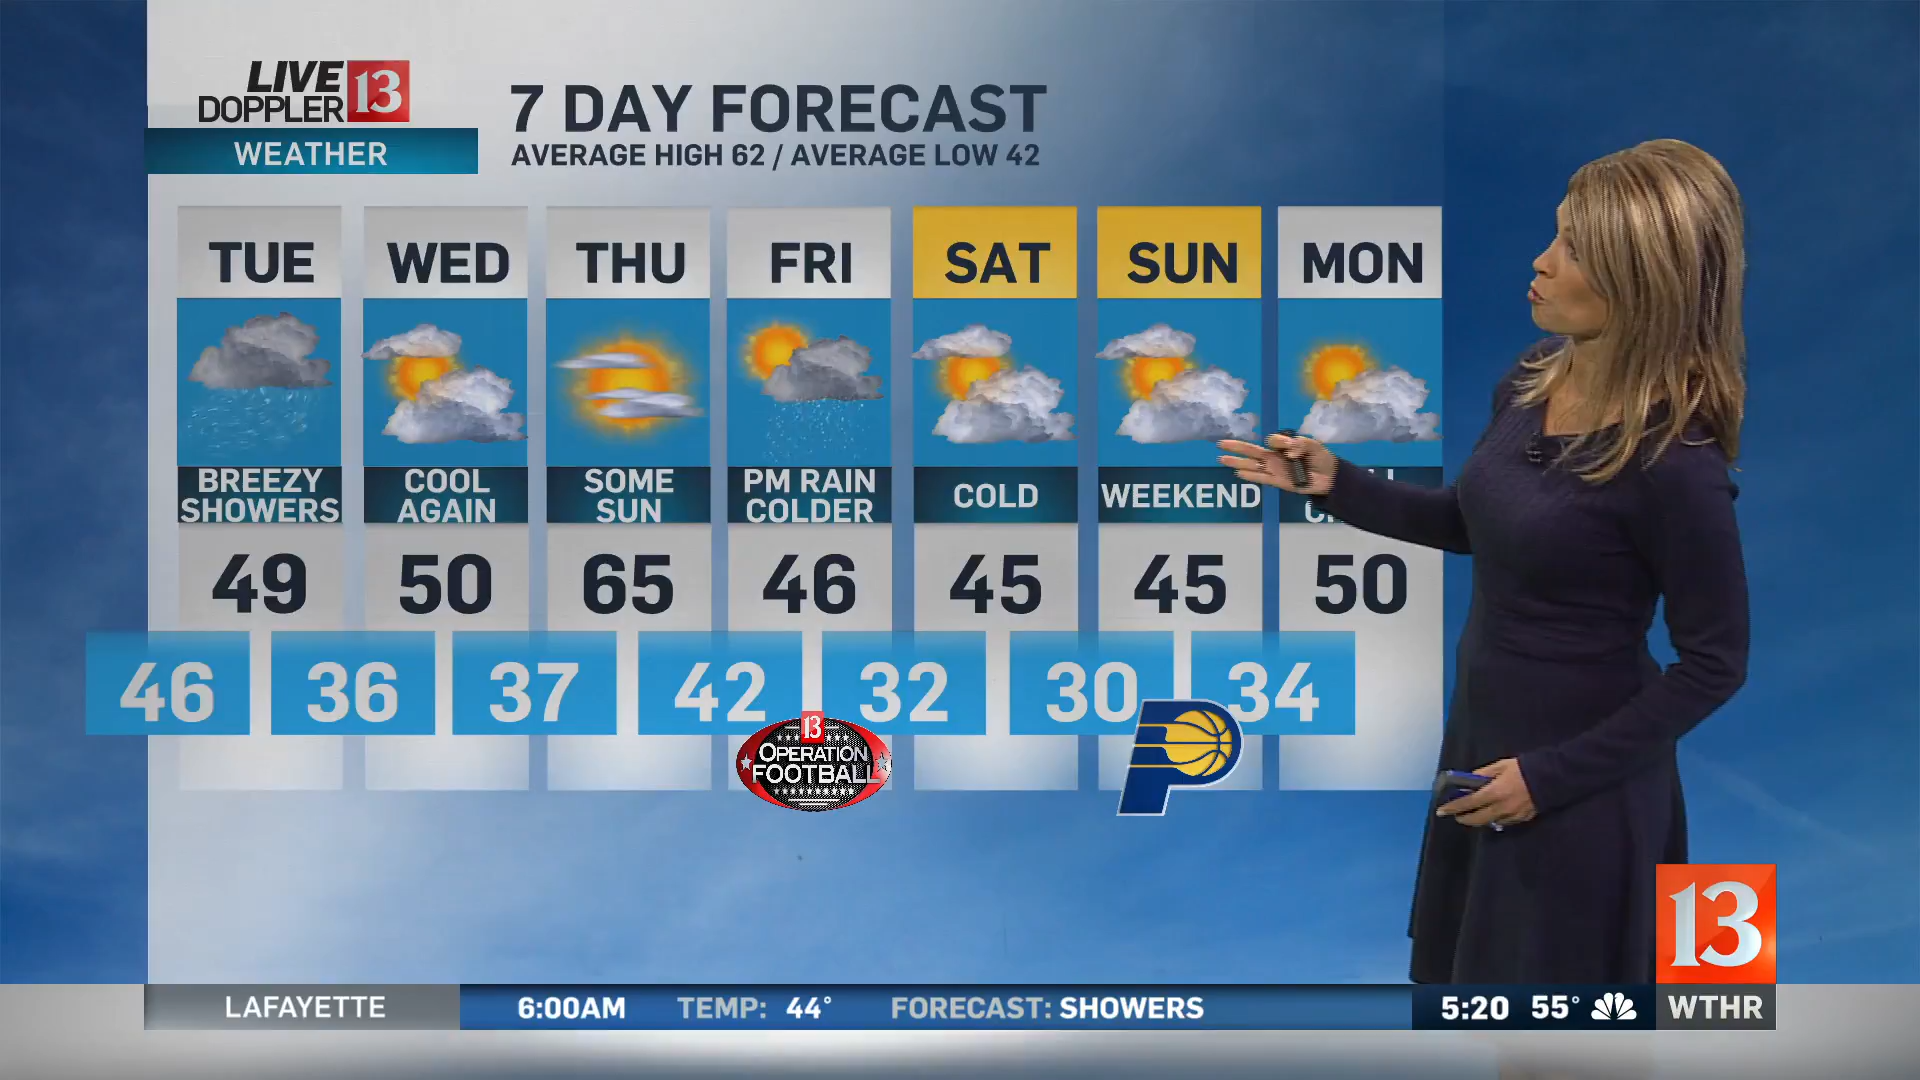 LIVE
DOPPLER 13
WEATHER
7 DAY FORECAST
AVERAGE HIGH 62 / AVERAGE LOW 42
TUE WED THU FRI SAT SUN MON
BREEZY SHOWERS
COOL AGAIN
SOME SUN
PM RAIN COLDER
COLD
WEEKEND
49 50 65 46 45 45 50
46 36 37 42 32 30 34
13
OPERATION
FOOTBALL
P
13
LAFAYETTE 6:00AM TEMP: 44° FORECAST: SHOWERS 5:20 55° WTHR